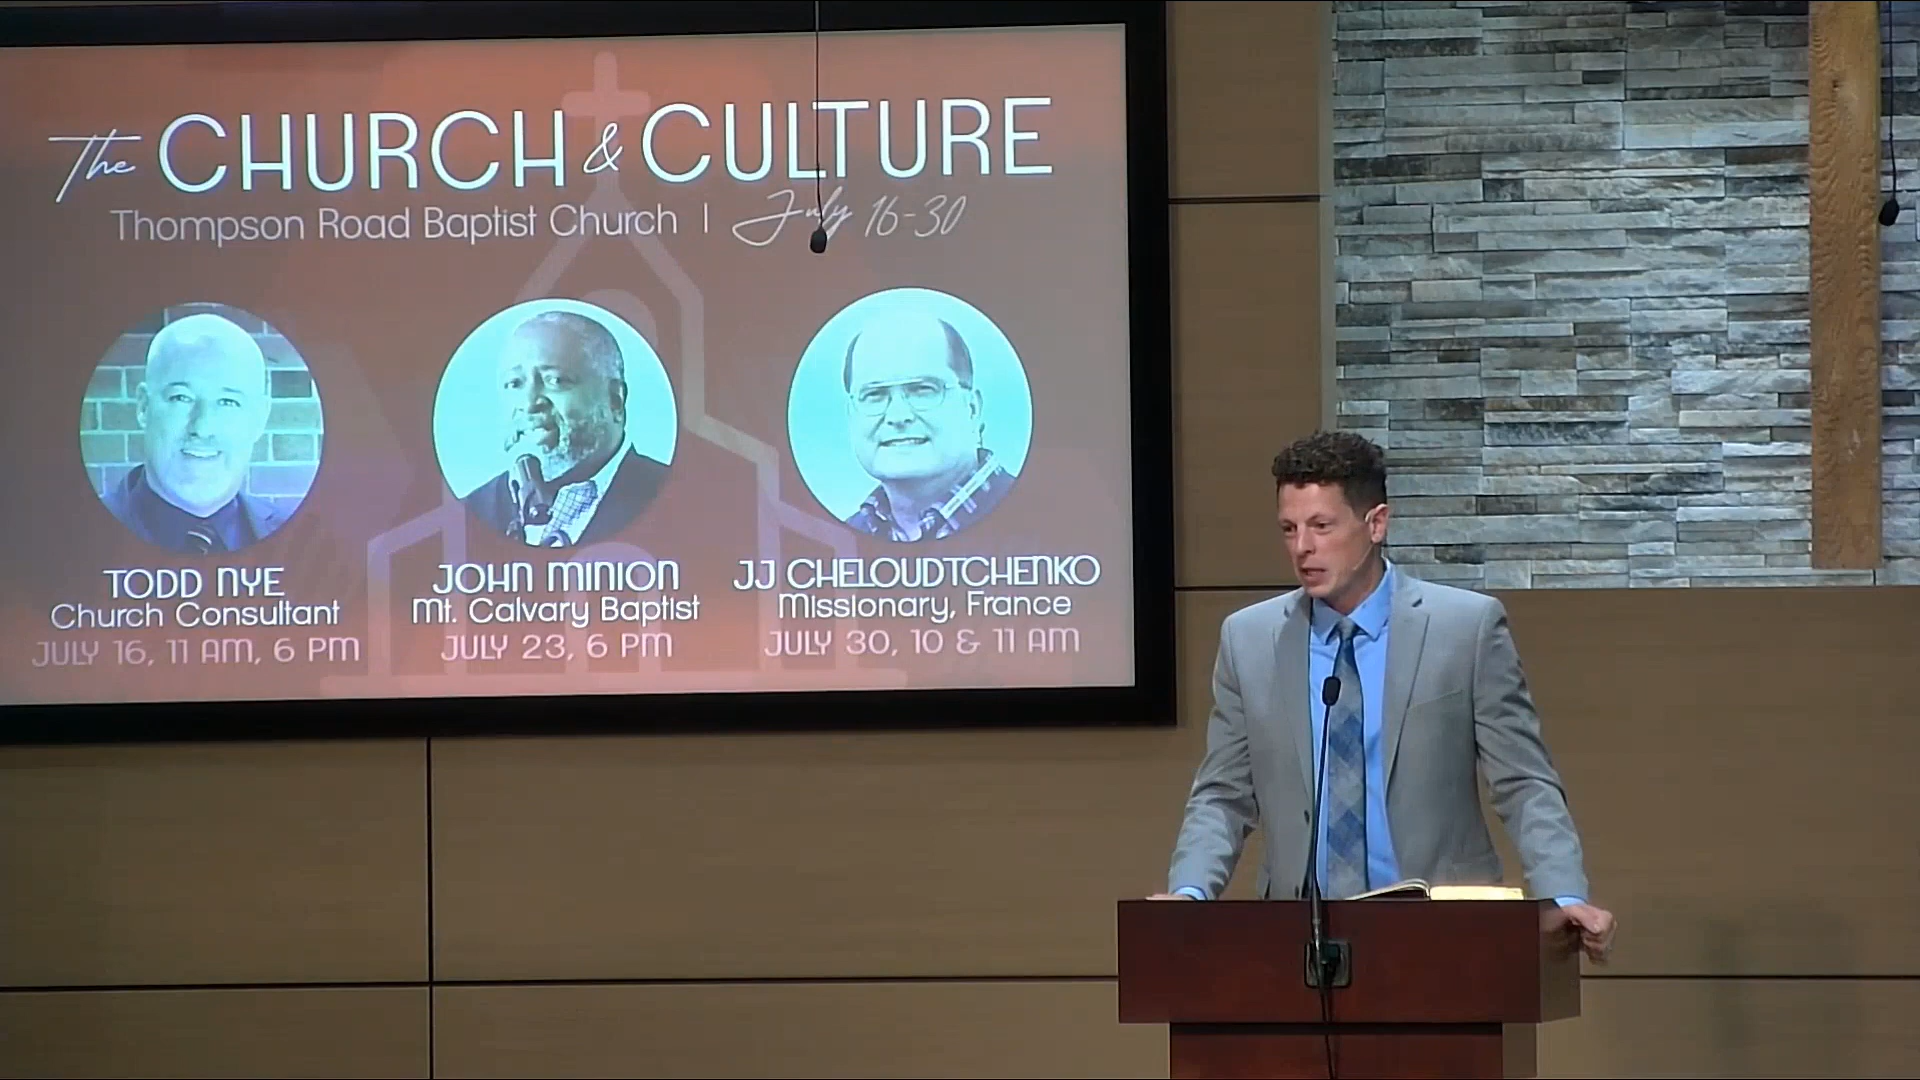 The CHURCH & CULTURE
Thompson Road Baptist Church | July 16-30
TODD NYE
Church Consultant
JULY 16, 11 AM, 6 PM
JOHN MINION
Mt. Calvary Baptist
JULY 23, 6 PM
JJ CHELOUDTCHENKO
Missionary, France
JULY 30, 10 & 11 AM